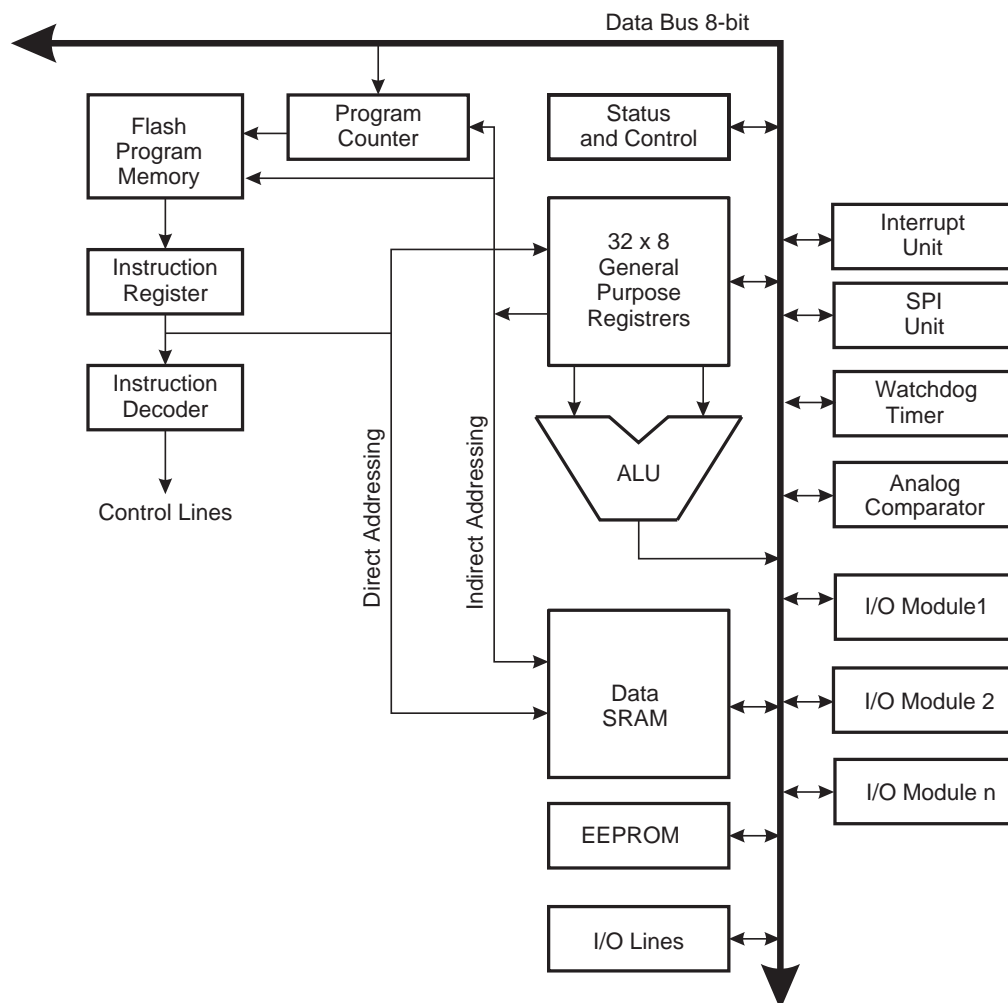 Data Bus 8-bit
Flash
Program
Memory
Program
Counter
Status
and Control
Interrupt
Unit
32 x 8
General
Purpose
Registrers
Instruction
Register
SPI
Unit
Instruction
Decoder
Watchdog
Timer
ALU
Analog
Comparator
Control Lines
Direct Addressing
Indirect Addressing
I/O Module1
Data
SRAM
I/O Module 2
I/O Module n
EEPROM
I/O Lines